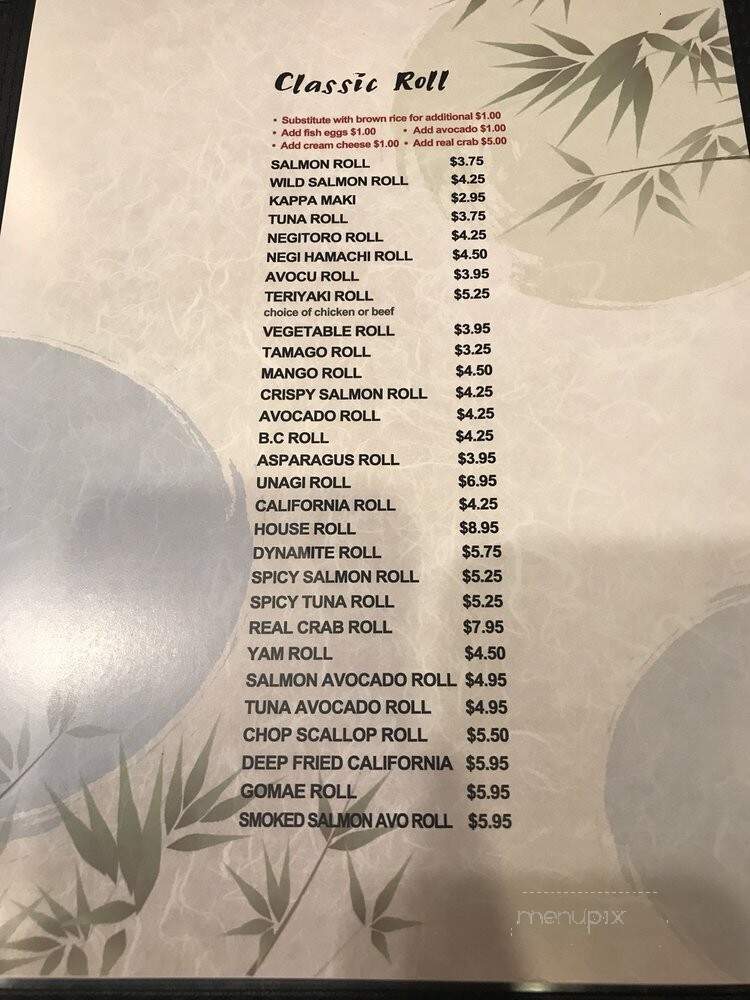 Classic Roll
• Substitute with brown rice for additional $1.00
• Add fish eggs $1.00 • Add avocado $1.00
• Add cream cheese $1.00 • Add real crab $5.00
SALMON ROLL $3.75
WILD SALMON ROLL $4.25
KAPPA MAKI $2.95
TUNA ROLL $3.75
NEGITORO ROLL $4.25
NEGI HAMACHI ROLL $4.50
AVOCU ROLL $3.95
TERIYAKI ROLL $5.25
choice of chicken or beef
VEGETABLE ROLL $3.95
TAMAGO ROLL $3.25
MANGO ROLL $4.50
CRISPY SALMON ROLL $4.25
AVOCADO ROLL $4.25
B.C ROLL $4.25
ASPARAGUS ROLL $3.95
UNAGI ROLL $6.95
CALIFORNIA ROLL $4.25
HOUSE ROLL $8.95
DYNAMITE ROLL $5.75
SPICY SALMON ROLL $5.25
SPICY TUNA ROLL $5.25
REAL CRAB ROLL $7.95
YAM ROLL $4.50
SALMON AVOCADO ROLL $4.95
TUNA AVOCADO ROLL $4.95
CHOP SCALLOP ROLL $5.50
DEEP FRIED CALIFORNIA $5.95
GOMAE ROLL $5.95
SMOKED SALMON AVO ROLL $5.95
menupix